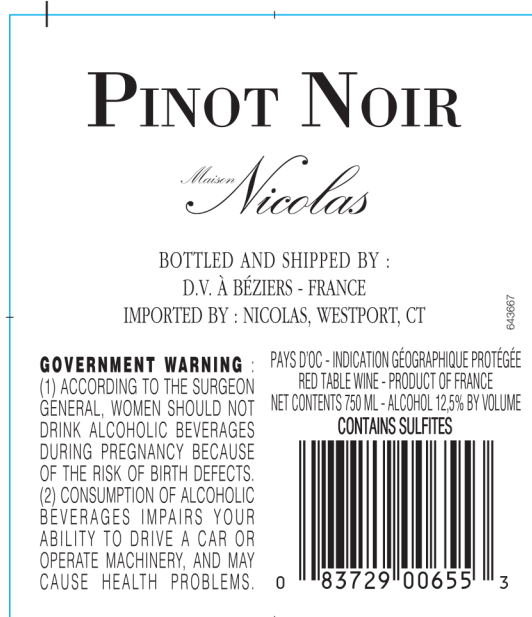 PINOT NOIR
Maison
Nicolas
BOTTLED AND SHIPPED BY :
D.V. À BÉZIERS - FRANCE
IMPORTED BY : NICOLAS, WESTPORT, CT
643667
GOVERNMENT WARNING :
(1) ACCORDING TO THE SURGEON
GENERAL, WOMEN SHOULD NOT
DRINK ALCOHOLIC BEVERAGES
DURING PREGNANCY BECAUSE
OF THE RISK OF BIRTH DEFECTS.
(2) CONSUMPTION OF ALCOHOLIC
BEVERAGES IMPAIRS YOUR
ABILITY TO DRIVE A CAR OR
OPERATE MACHINERY, AND MAY
CAUSE HEALTH PROBLEMS.
PAYS D'OC - INDICATION GÉOGRAPHIQUE PROTÉGÉE
RED TABLE WINE - PRODUCT OF FRANCE
NET CONTENTS 750 ML - ALCOHOL 12,5% BY VOLUME
CONTAINS SULFITES
0 83729 00655 3